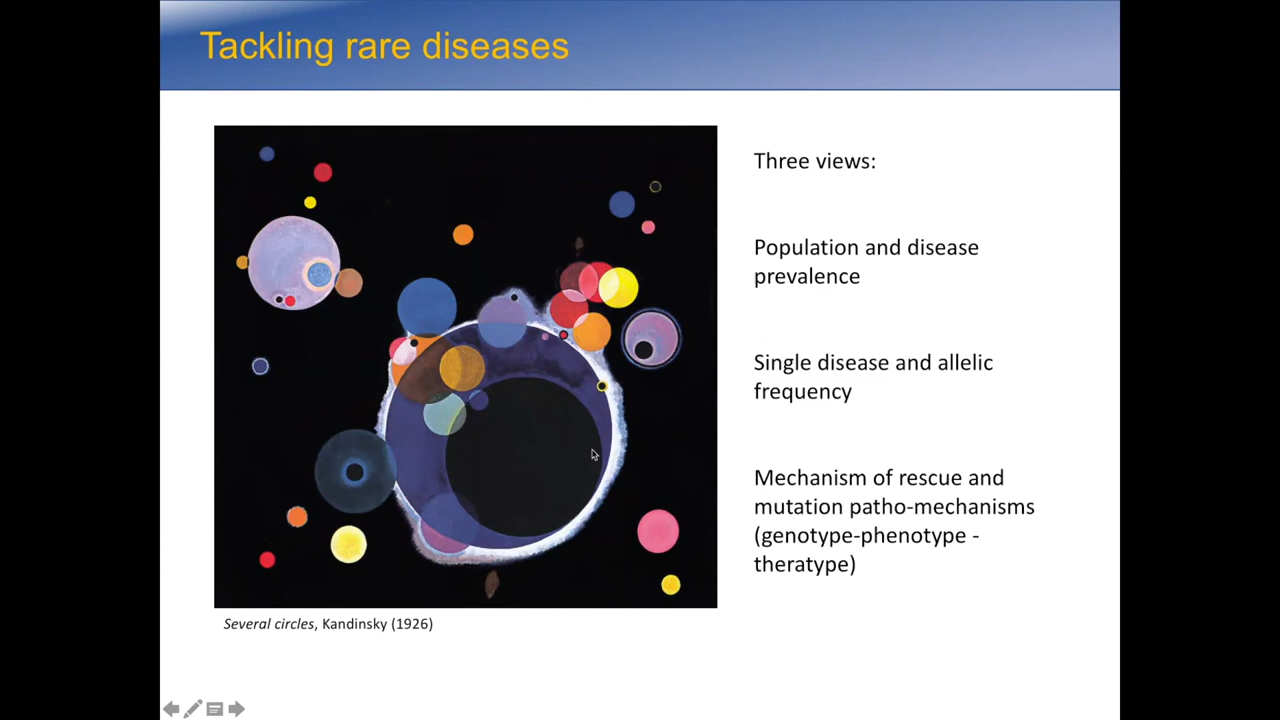 Tackling rare diseases
Three views:
Population and disease
prevalence
Single disease and allelic
frequency
Mechanism of rescue and
mutation patho-mechanisms
(genotype-phenotype -
theratype)
Several circles, Kandinsky (1926)